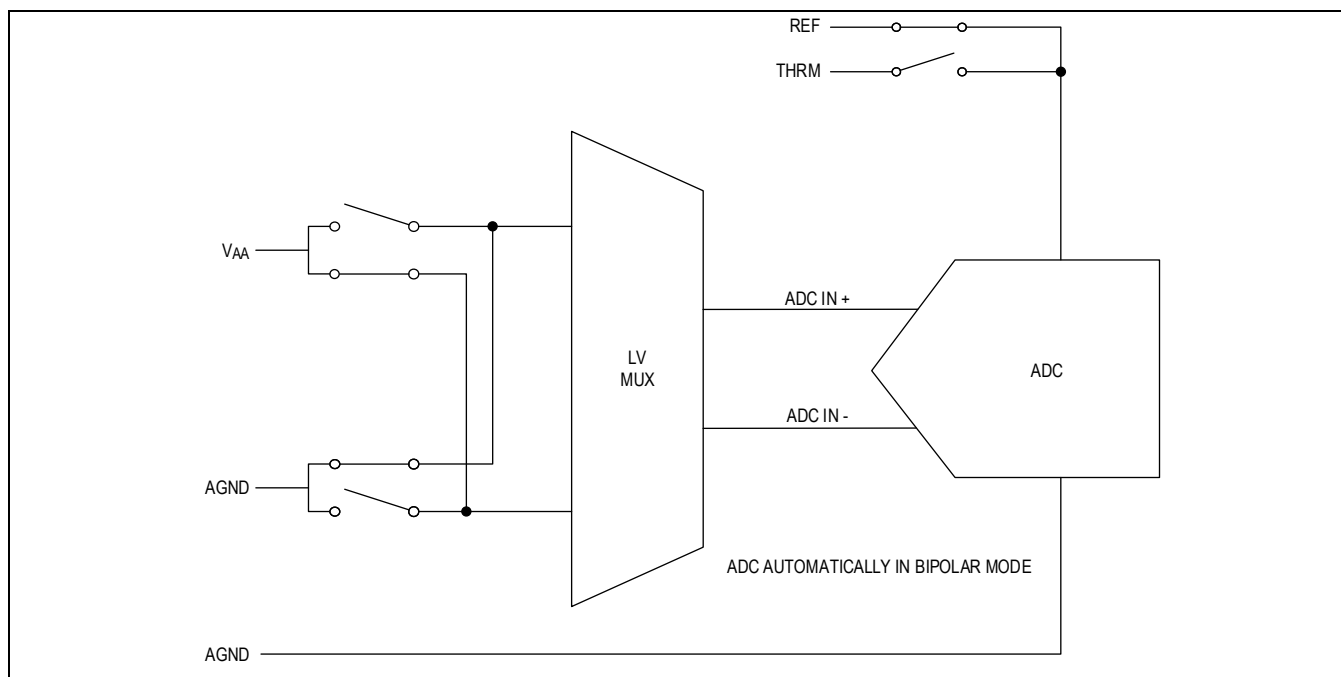 REF
THRM
VAA
LV
MUX
ADC IN +
ADC IN -
ADC
AGND
ADC AUTOMATICALLY IN BIPOLAR MODE
AGND